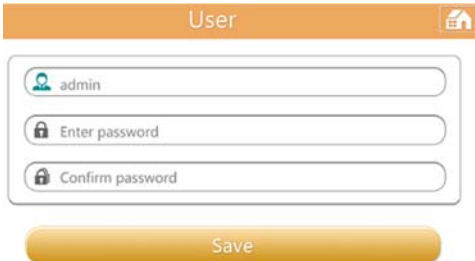 User
admin
Enter password
Confirm password
Save